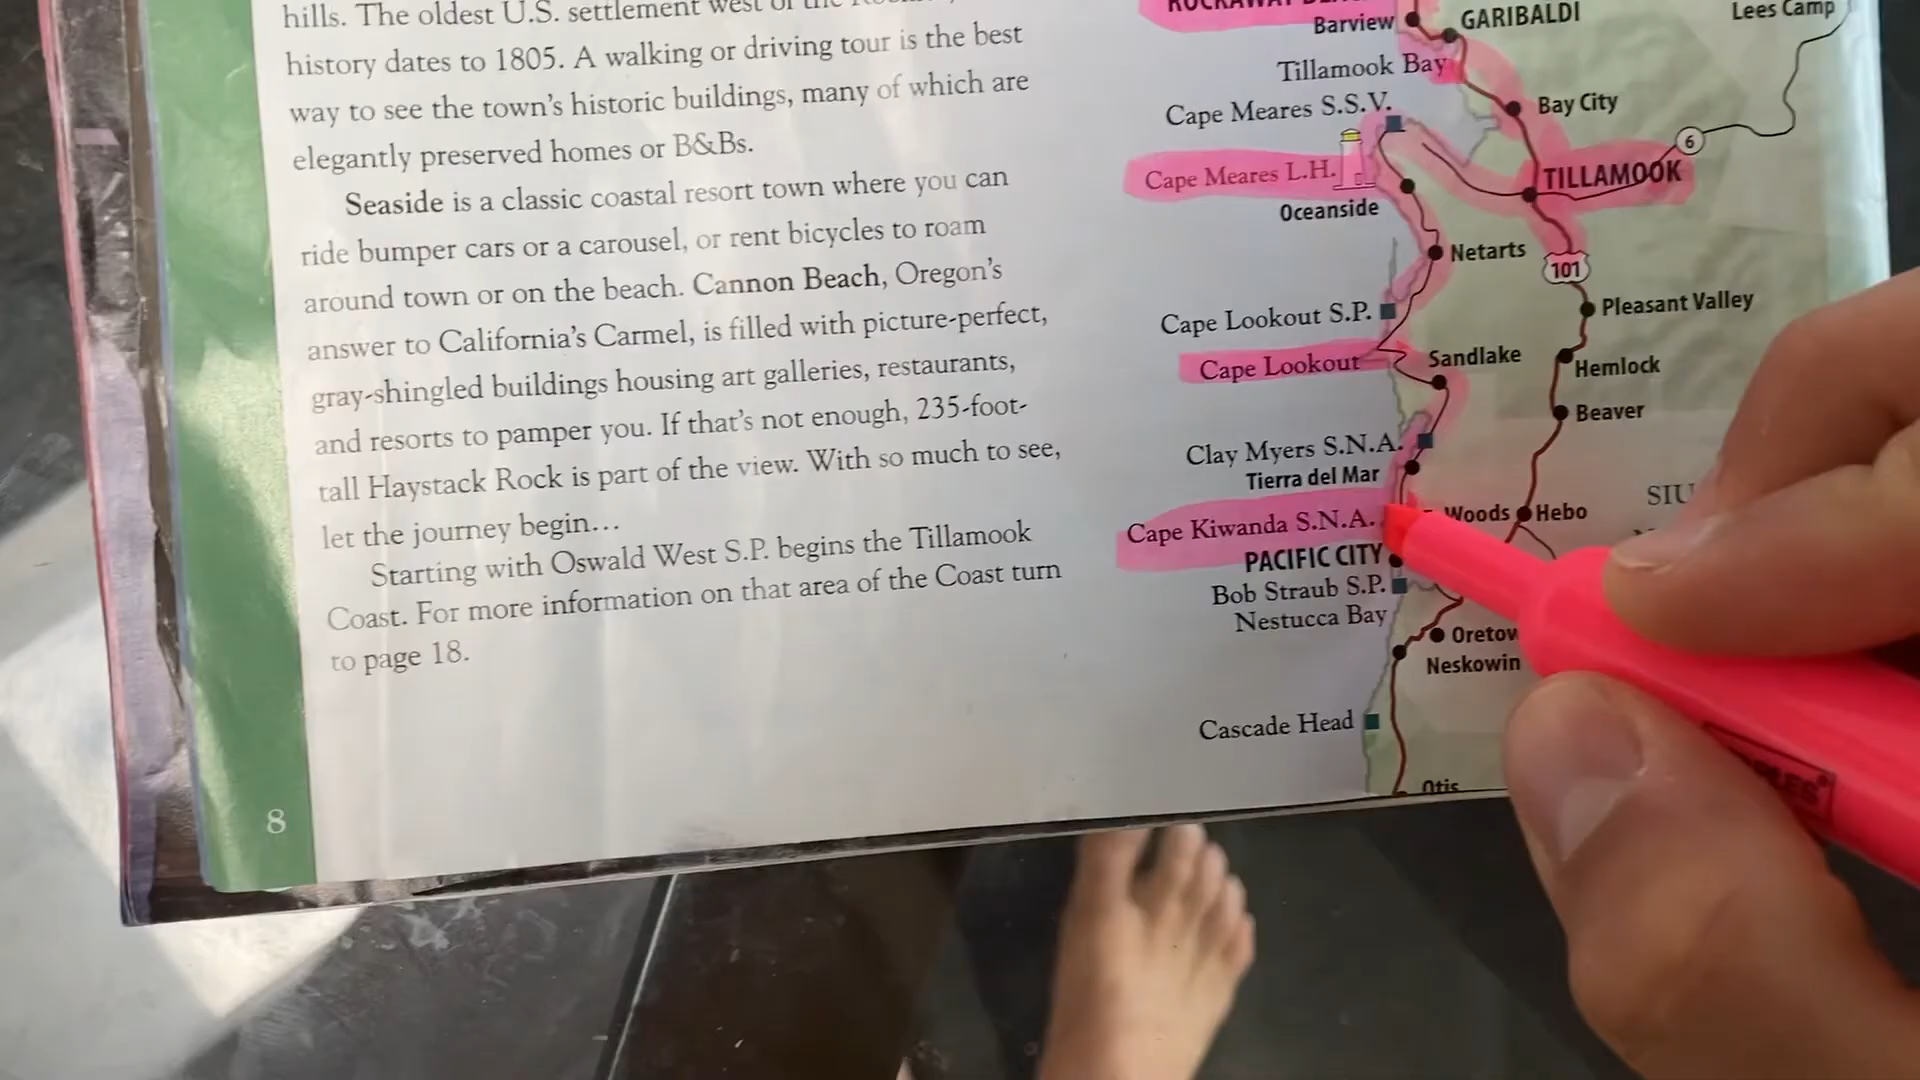 hills. The oldest U.S. settlement west of the
history dates to 1805. A walking or driving tour is the best
way to see the town's historic buildings, many of which are
elegantly preserved homes or B&Bs.
Seaside is a classic coastal resort town where you can
ride bumper cars or a carousel, or rent bicycles to roam
around town or on the beach. Cannon Beach, Oregon's
answer to California's Carmel, is filled with picture-perfect,
gray-shingled buildings housing art galleries, restaurants,
and resorts to pamper you. If that's not enough, 235-foot-
tall Haystack Rock is part of the view. With so much to see,
let the journey begin...
Starting with Oswald West S.P. begins the Tillamook
Coast. For more information on that area of the Coast turn
to page 18.
8
ROCKAWAY
Barview
GARIBALDI
Lees Camp
Tillamook Bay
Cape Meares S.S.V.
Bay City
6
Cape Meares L.H.
TILLAMOOK
Oceanside
Netarts
101
Pleasant Valley
Cape Lookout S.P.
Cape Lookout
Sandlake
Hemlock
Beaver
Clay Myers S.N.A.
Tierra del Mar
SIU
Cape Kiwanda S.N.A.
Woods
Hebo
PACIFIC CITY
Bob Straub S.P.
Nestucca Bay
Oretow
Neskowin
Cascade Head
Otis